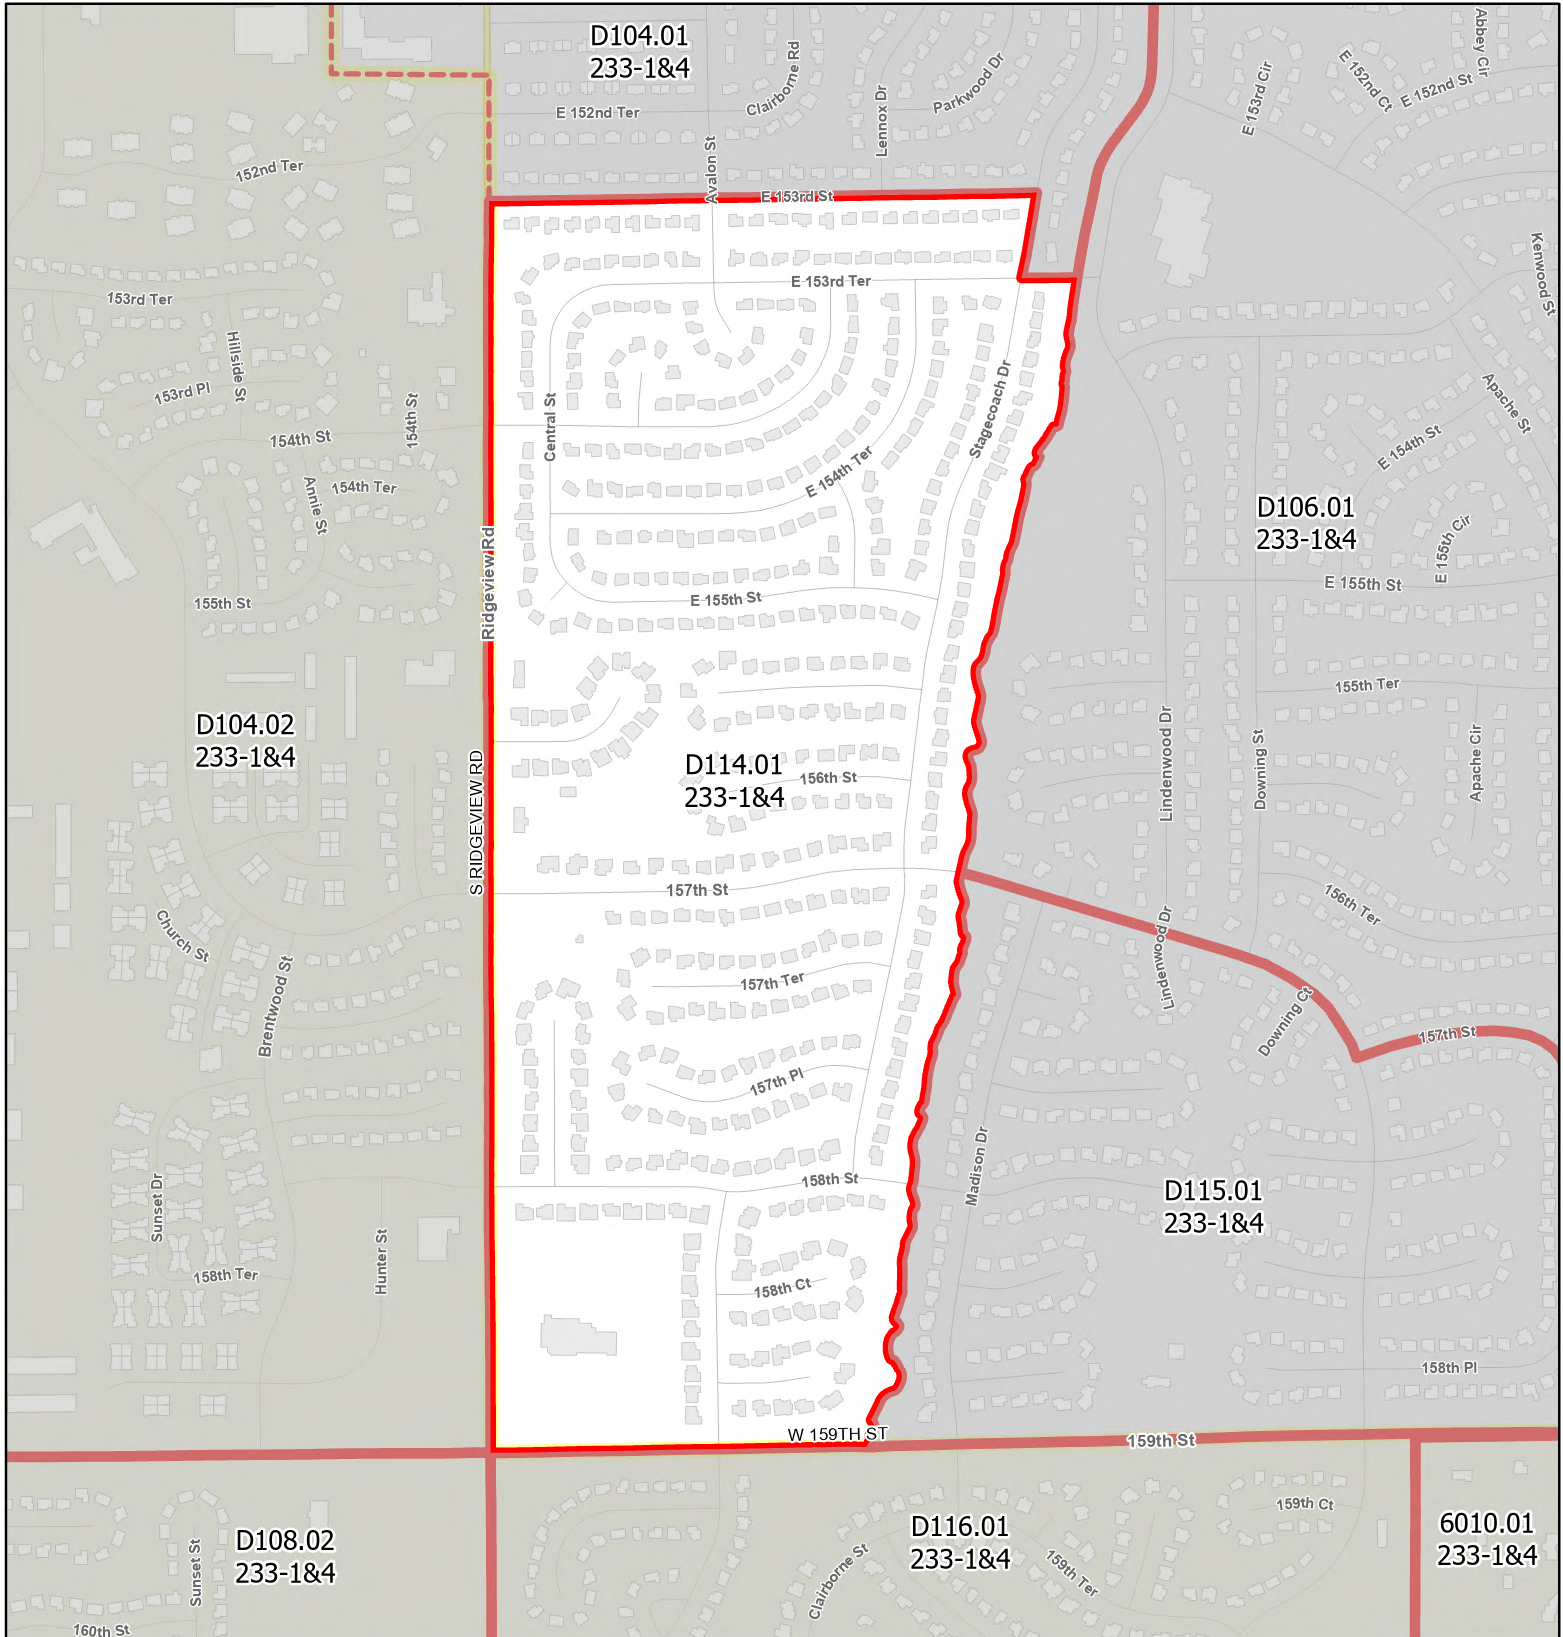 D104.01
233-1&4
Abbey Cir
Clairborne Rd
Parkwood Dr
E 153rd Cir
E 152nd Ct
E 152nd St
E 152nd Ter
Lennox Dr
Avalon St
152nd Ter
E 153rd St
Kenwood St
E 153rd Ter
153rd Ter
Hillside St
153rd Pl
Central St
154th St
154th St
Stagecoach Dr
Apache St
E 154th St
E 154th Ter
154th Ter
Annie St
D106.01
233-1&4
E 155th Cir
Ridgeview Rd
155th St
E 155th St
E 155th St
155th Ter
D104.02
233-1&4
D114.01
233-1&4
156th St
Lindenwood Dr
Downing St
Apache Cir
S RIDGEVIEW RD
157th St
156th Ter
Church St
Lindenwood Dr
157th Ter
Brentwood St
Downing Ct
157th St
157th Pl
Madison Dr
158th St
D115.01
233-1&4
Sunset Dr
Hunter St
158th Ter
158th Ct
158th Pl
W 159TH ST
159th St
159th Ct
D108.02
233-1&4
D116.01
233-1&4
6010.01
233-1&4
Sunset St
Clairborne St
159th Ter
160th St